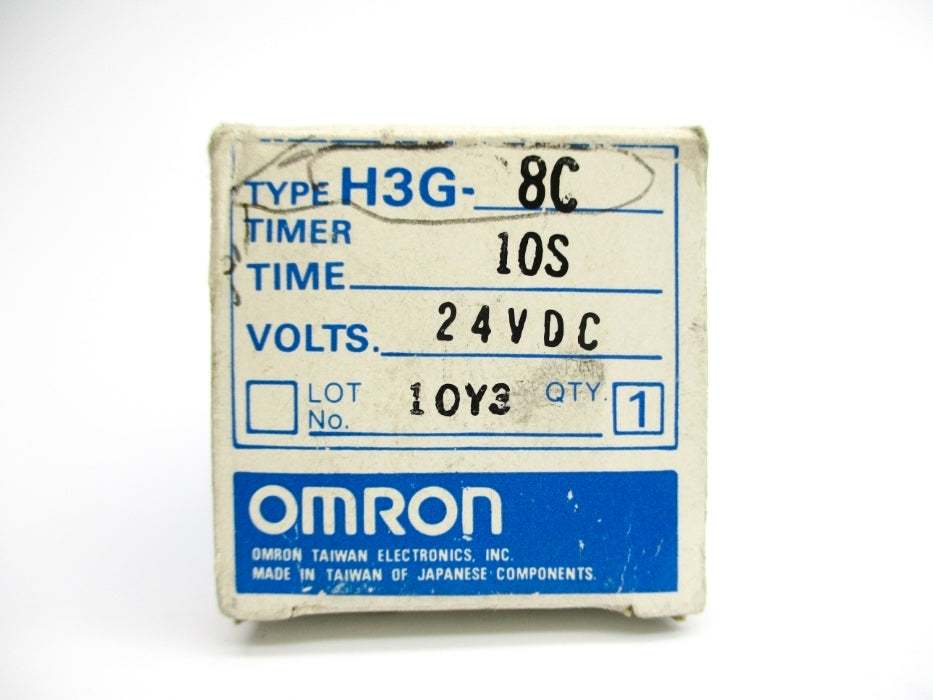 TYPE H3G- 8C
TIMER
TIME 10S
VOLTS. 24VDC
LOT No. 10Y3 QTY. 1
OMRON
OMRON TAIWAN ELECTRONICS, INC.
MADE IN TAIWAN OF JAPANESE COMPONENTS.